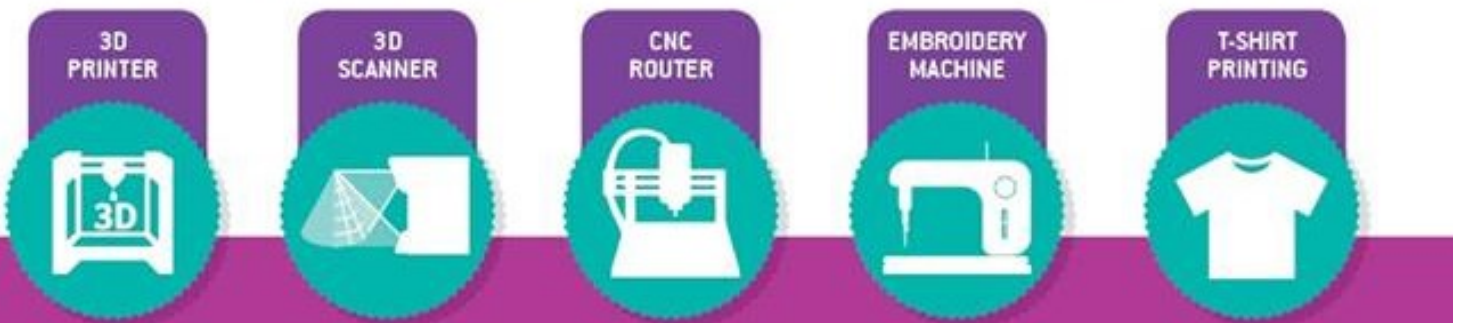 3D
PRINTER
3D
SCANNER
CNC
ROUTER
EMBROIDERY
MACHINE
T-SHIRT
PRINTING
3D